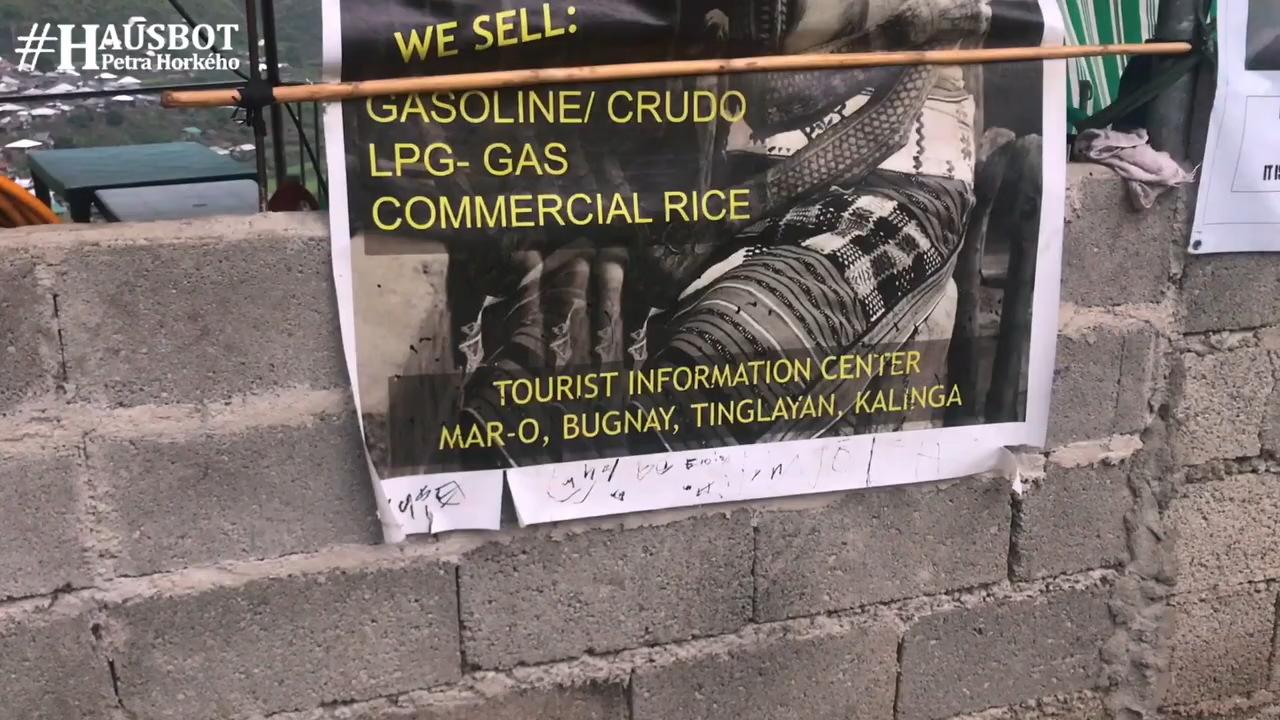 #HAUSBOT
Petra Horkého
WE SELL:
GASOLINE/ CRUDO
LPG- GAS
COMMERCIAL RICE
TOURIST INFORMATION CENTER
MAR-O, BUGNAY, TINGLAYAN, KALINGA